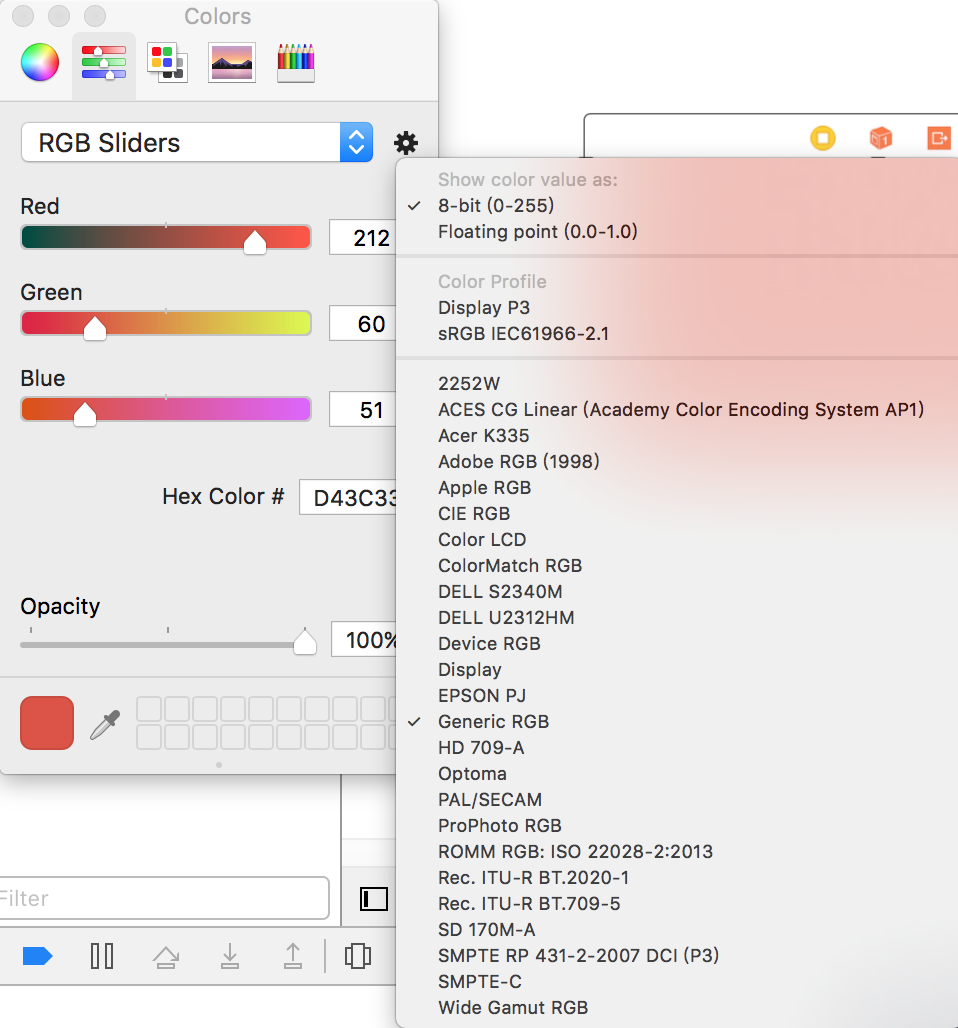 Colors
RGB Sliders
Red
212
Green
60
Blue
51
Hex Color # D43C33
Opacity
100%
Filter
Show color value as:
✓ 8-bit (0-255)
Floating point (0.0-1.0)
Color Profile
Display P3
sRGB IEC61966-2.1
2252W
ACES CG Linear (Academy Color Encoding System AP1)
Acer K335
Adobe RGB (1998)
Apple RGB
CIE RGB
Color LCD
ColorMatch RGB
DELL S2340M
DELL U2312HM
Device RGB
Display
EPSON PJ
✓ Generic RGB
HD 709-A
Optoma
PAL/SECAM
ProPhoto RGB
ROMM RGB: ISO 22028-2:2013
Rec. ITU-R BT.2020-1
Rec. ITU-R BT.709-5
SD 170M-A
SMPTE RP 431-2-2007 DCI (P3)
SMPTE-C
Wide Gamut RGB
1